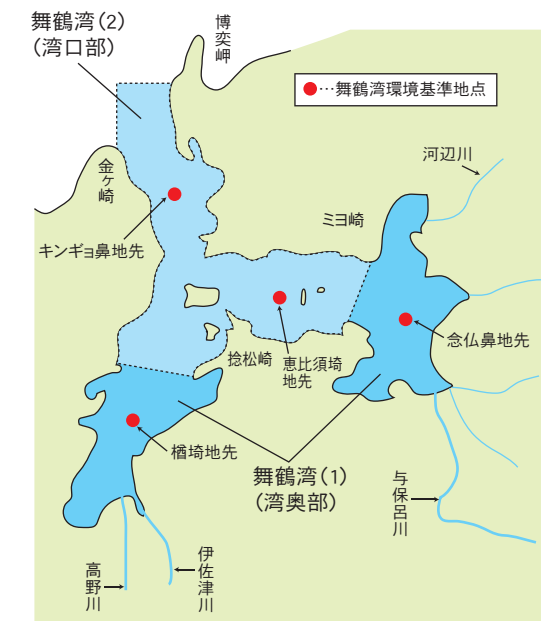 舞鶴湾(2)
(湾口部)
博奕岬
●…舞鶴湾環境基準地点
河辺川
金ヶ崎
ミヨ崎
キンギョ鼻地先
念仏鼻地先
捻松崎
恵比須埼
地先
楢埼地先
舞鶴湾(1)
(湾奥部)
与保呂川
高野川
伊佐津川